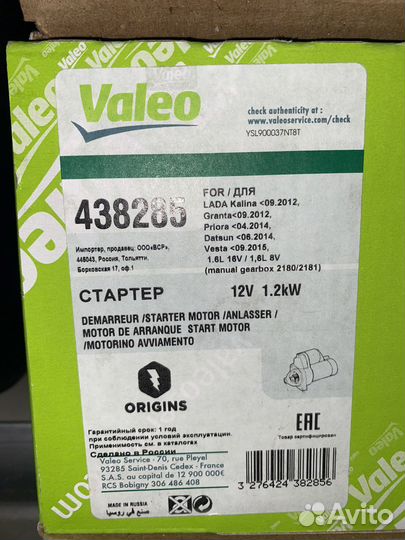 Valeo
check authenticity at :
www.valeoservice.com/check
YSL900037NT8T
438285
FOR / ДЛЯ
LADA Kalina <09.2012,
Granta<09.2012,
Priora <04.2014,
Datsun <06.2014,
Vesta <09.2015,
1.6L 16V / 1,6L 8V
(manual gearbox 2180/2181)
Импортер, продавец: ООО«ВСР»,
445043, Россия, Тольятти,
Борковская 17, оф.1
СТАРТЕР
12V 1.2kW
DEMARREUR /STARTER MOTOR /ANLASSER /
MOTOR DE ARRANQUE START MOTOR
/MOTORINO AVVIAMENTO
ORIGINS
Гарантийный срок: 1 год
при соблюдении условий эксплуатации.
Применимость см. в каталогах
Сделано в России
Valeo Service - 70, rue Pleyel
93285 Saint-Denis Cedex - France
S.A.S. au capital de 12 900 000€
RCS Bobigny 306 486 408
EAC
Товар сертифицирован
MADE IN RUSSIA
صنع في روسيا
3 276424 382856
Avito